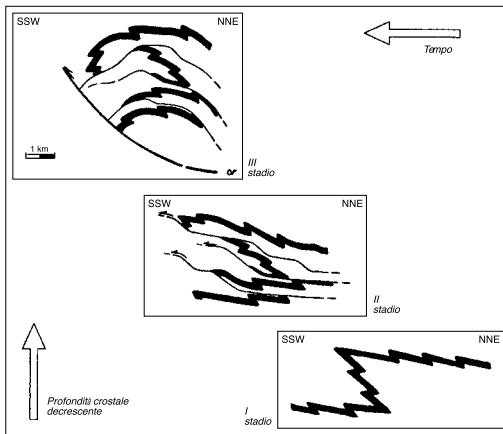 SSW NNE
Tempo
1 km
III
stadio
SSW NNE
II
stadio
SSW NNE
Profondità crostale
decrescente
I
stadio